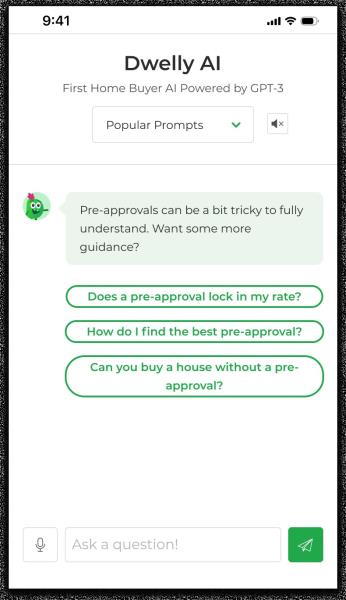 9:41
Dwelly AI
First Home Buyer AI Powered by GPT-3
Popular Prompts
Pre-approvals can be a bit tricky to fully
understand. Want some more
guidance?
Does a pre-approval lock in my rate?
How do I find the best pre-approval?
Can you buy a house without a pre-
approval?
Ask a question!